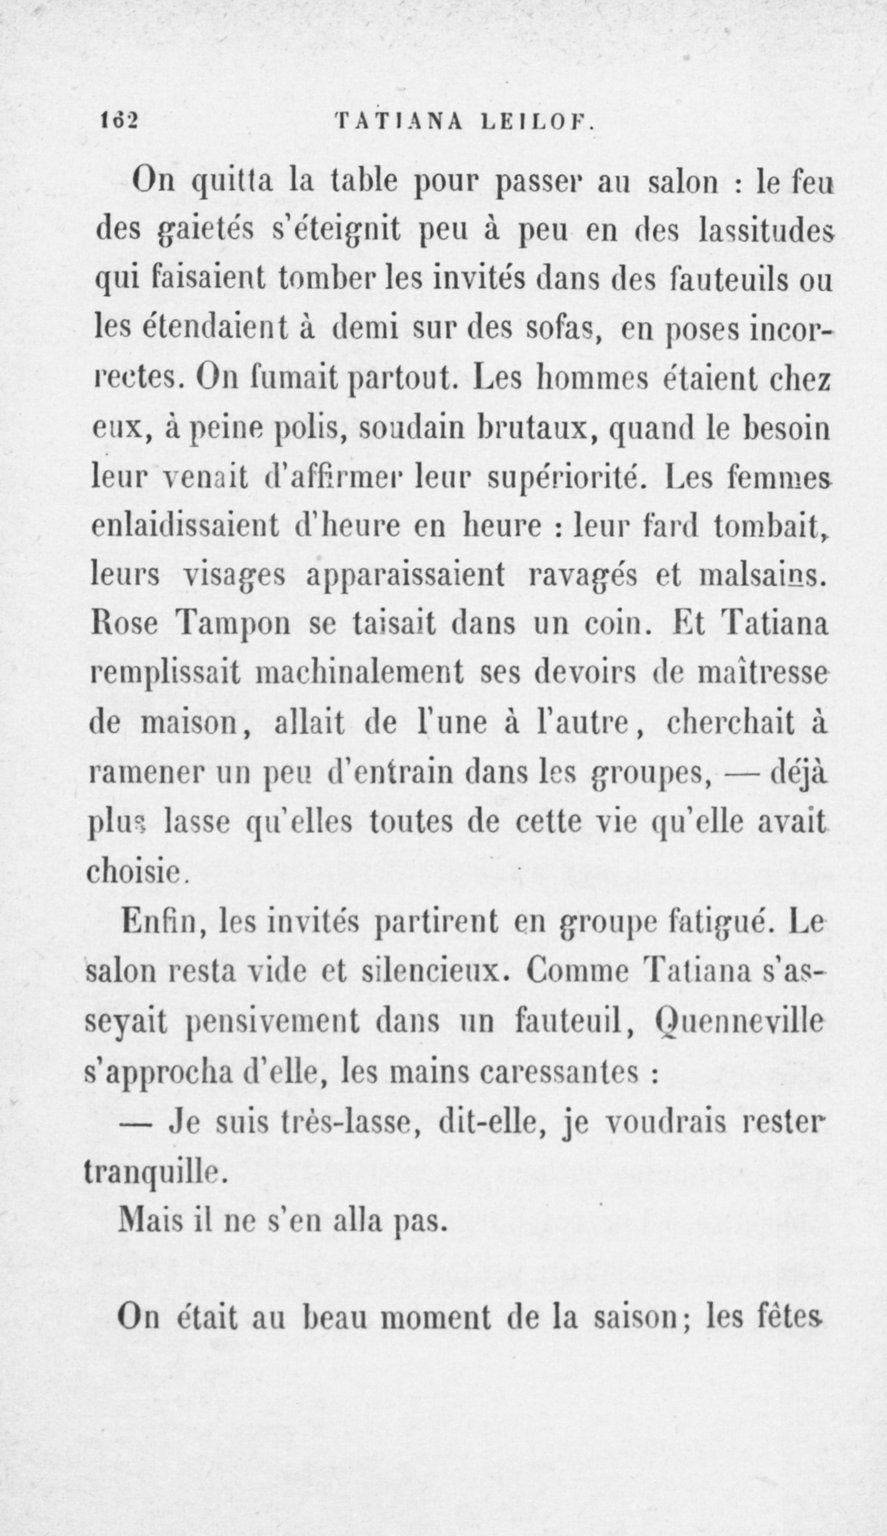 162 TATIANA LEILOF.
On quitta la table pour passer au salon : le feu
des gaietés s'éteignit peu à peu en des lassitudes
qui faisaient tomber les invités dans des fauteuils ou
les étendaient à demi sur des sofas, en poses incor-
rectes. On fumait partout. Les hommes étaient chez
eux, à peine polis, soudain brutaux, quand le besoin
leur venait d'affirmer leur supériorité. Les femmes
enlaidissaient d'heure en heure : leur fard tombait,
leurs visages apparaissaient ravagés et malsains.
Rose Tampon se taisait dans un coin. Et Tatiana
remplissait machinalement ses devoirs de maîtresse
de maison, allait de l'une à l'autre, cherchait à
ramener un peu d'entrain dans les groupes, — déjà
plus lasse qu'elles toutes de cette vie qu'elle avait
choisie.
Enfin, les invités partirent en groupe fatigué. Le
salon resta vide et silencieux. Comme Tatiana s'as-
seyait pensivement dans un fauteuil, Quenneville
s'approcha d'elle, les mains caressantes :
— Je suis très-lasse, dit-elle, je voudrais rester
tranquille.
Mais il ne s'en alla pas.
On était au beau moment de la saison; les fêtes